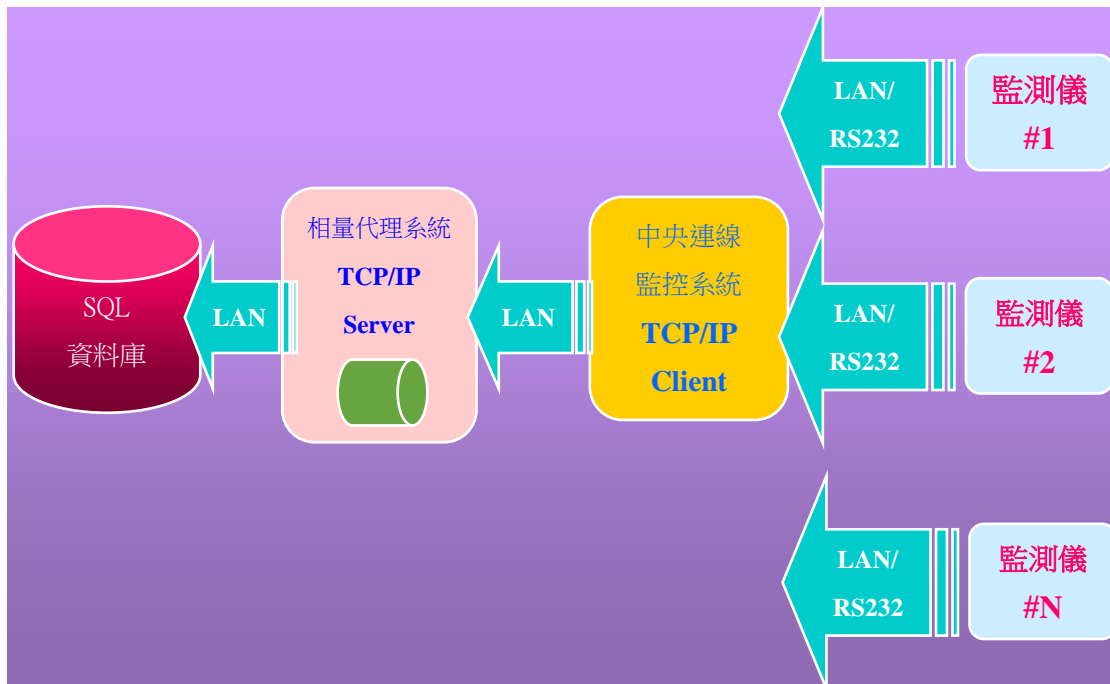 SQL
資料庫
LAN
相量代理系統
TCP/IP
Server
LAN
中央連線
監控系統
TCP/IP
Client
LAN/
RS232
監測儀
#1
LAN/
RS232
監測儀
#2
LAN/
RS232
監測儀
#N